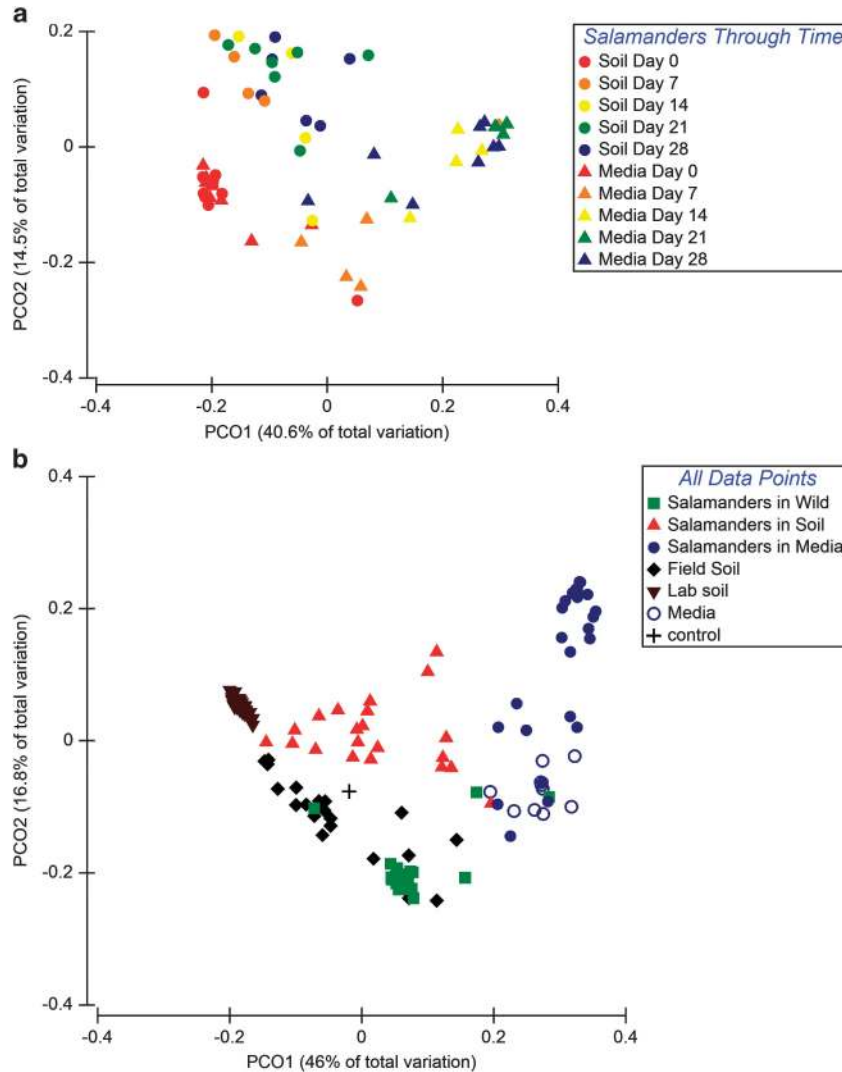 a
0.2
0
-0.2
-0.4
PCO2 (14.5% of total variation)
-0.4
-0.2
0
0.2
0.4
PCO1 (40.6% of total variation)
Salamanders Through Time
Soil Day 0
Soil Day 7
Soil Day 14
Soil Day 21
Soil Day 28
Media Day 0
Media Day 7
Media Day 14
Media Day 21
Media Day 28
b
0.4
0.2
0
-0.2
-0.4
PCO2 (16.8% of total variation)
-0.2
0
0.2
0.4
PCO1 (46% of total variation)
All Data Points
Salamanders in Wild
Salamanders in Soil
Salamanders in Media
Field Soil
Lab soil
Media
control